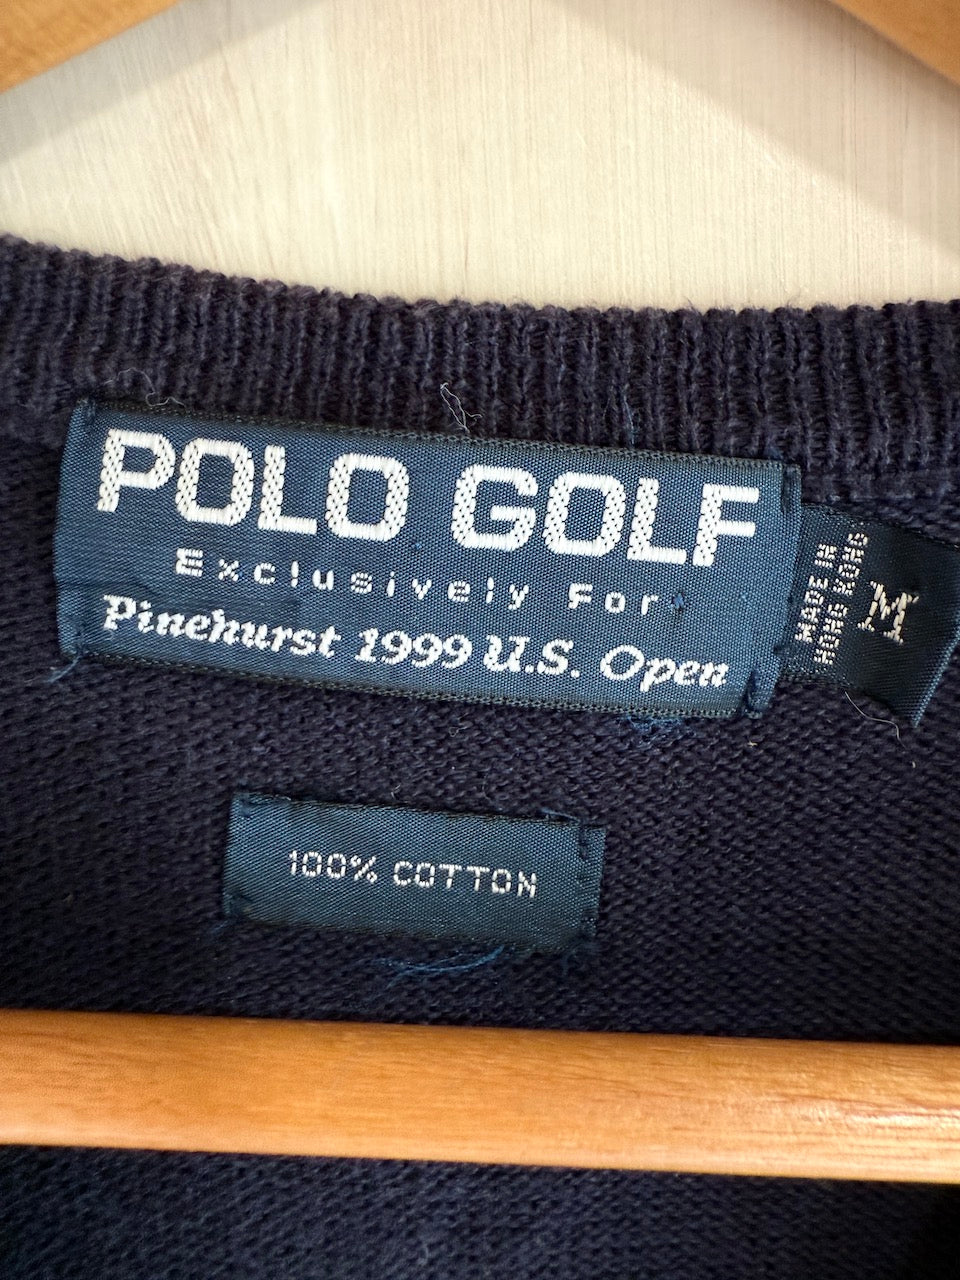 POLO GOLF
Exclusively For
Pinehurst 1999 U.S. Open
MADE IN
HONG KONG
M
100% COTTON